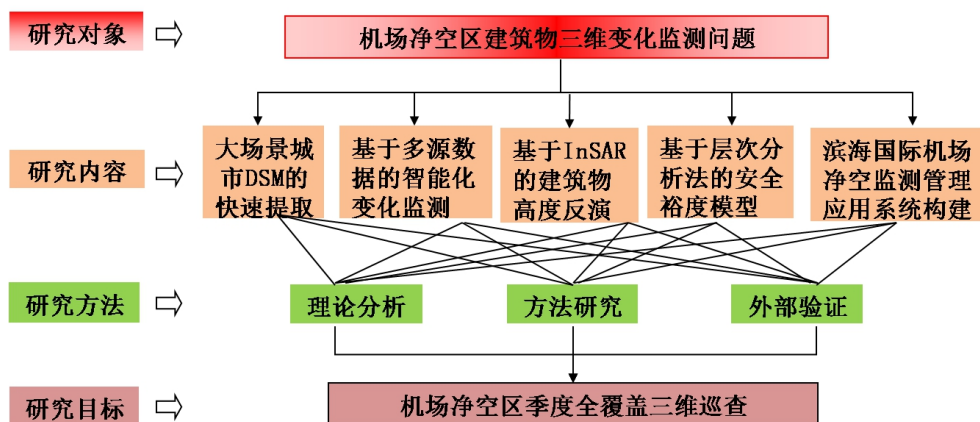 研究对象
机场净空区建筑物三维变化监测问题
研究内容
大场景城
市DSM的
快速提取
基于多源数
据的智能化
变化监测
基于InSAR
的建筑物
高度反演
基于层次分
析法的安全
裕度模型
滨海国际机场
净空监测管理
应用系统构建
研究方法
理论分析
方法研究
外部验证
研究目标
机场净空区季度全覆盖三维巡查